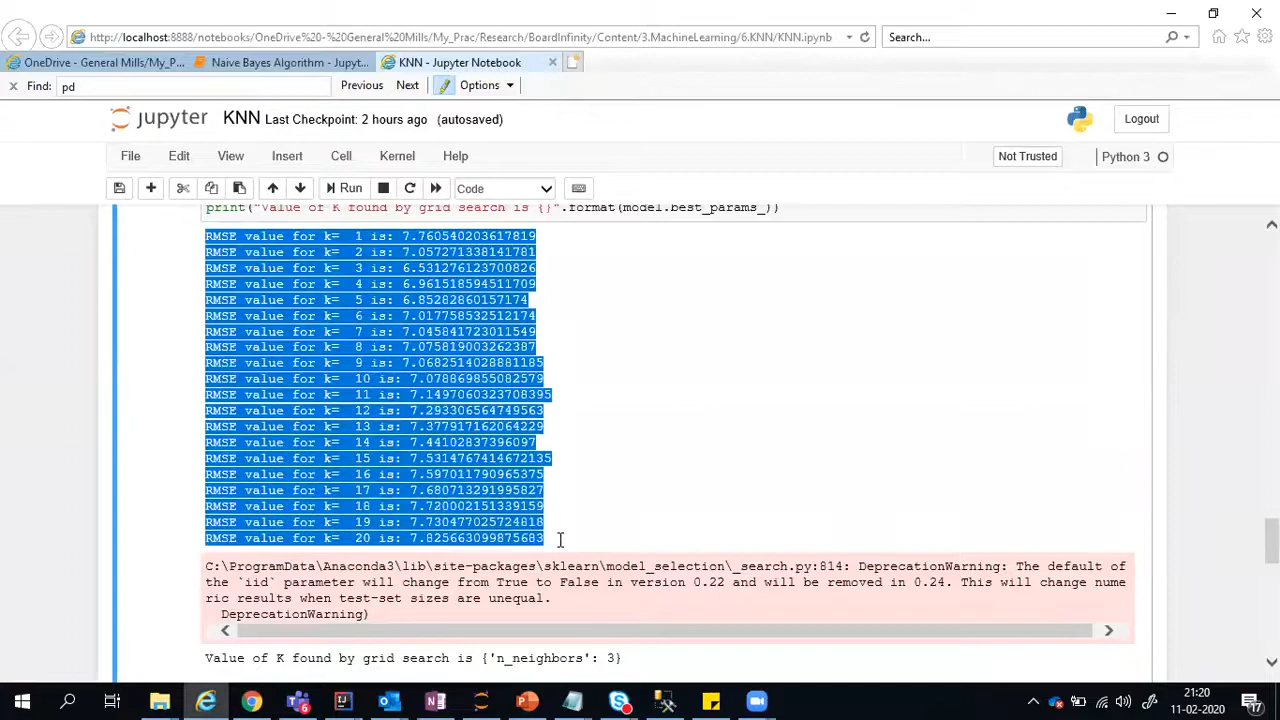 http://localhost:8888/notebooks/OneDrive%20-%20General%20Mills/My_Prac/Research/BoardInfinity/Content/3.MachineLearning/6.KNN/KNN.ipynb
Search...
OneDrive - General Mills/My_P...
Naive Bayes Algorithm - Jupyt...
KNN - Jupyter Notebook
Find: pd
Previous Next Options
jupyter KNN Last Checkpoint: 2 hours ago (autosaved)
Logout
File Edit View Insert Cell Kernel Help
Not Trusted
Python 3
Run
Code
print("Value of K found by grid search is {}".format(model.best_params_))
RMSE value for k=  1 is: 7.760540203617819
RMSE value for k=  2 is: 7.057271338141781
RMSE value for k=  3 is: 6.531276123700826
RMSE value for k=  4 is: 6.961518594511709
RMSE value for k=  5 is: 6.85282860157174
RMSE value for k=  6 is: 7.017758532512174
RMSE value for k=  7 is: 7.045841723011549
RMSE value for k=  8 is: 7.075819003262387
RMSE value for k=  9 is: 7.0682514028881185
RMSE value for k=  10 is: 7.078869855082579
RMSE value for k=  11 is: 7.1497060323708395
RMSE value for k=  12 is: 7.293306564749563
RMSE value for k=  13 is: 7.377917162064229
RMSE value for k=  14 is: 7.44102837396097
RMSE value for k=  15 is: 7.5314767414672135
RMSE value for k=  16 is: 7.597011790965375
RMSE value for k=  17 is: 7.680713291995827
RMSE value for k=  18 is: 7.720002151339159
RMSE value for k=  19 is: 7.730477025724818
RMSE value for k=  20 is: 7.825663099875683
C:\ProgramData\Anaconda3\lib\site-packages\sklearn\model_selection\_search.py:814: DeprecationWarning: The default of
the `iid` parameter will change from True to False in version 0.22 and will be removed in 0.24. This will change nume
ric results when test-set sizes are unequal.
DeprecationWarning)
Value of K found by grid search is {'n_neighbors': 3}
21:20
11-02-2020
17